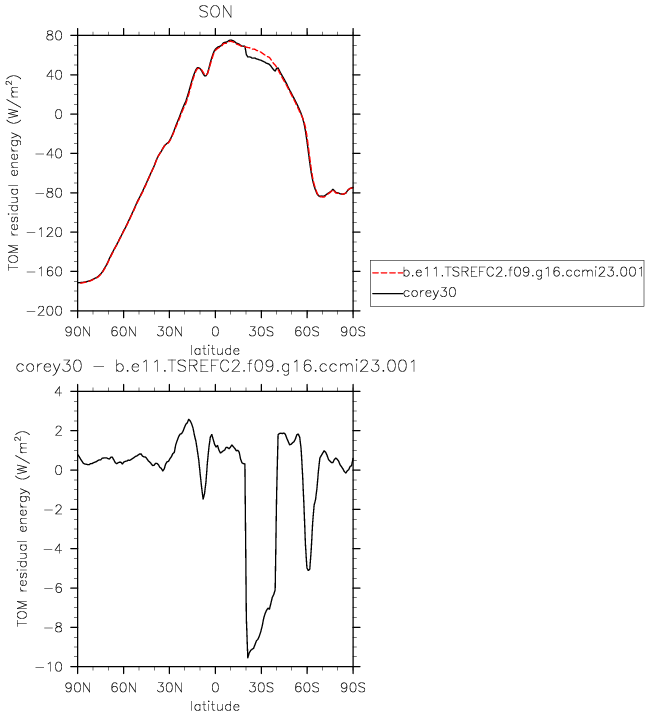 SON
TOM residual energy (W/m²)
80
40
0
−40
−80
−120
−160
−200
90N 60N 30N 0 30S 60S 90S
latitude
b.e11.TSREFC2.f09.g16.ccmi23.001
corey30
corey30 − b.e11.TSREFC2.f09.g16.ccmi23.001
TOM residual energy (W/m²)
4
2
0
−2
−4
−6
−8
−10
90N 60N 30N 0 30S 60S 90S
latitude